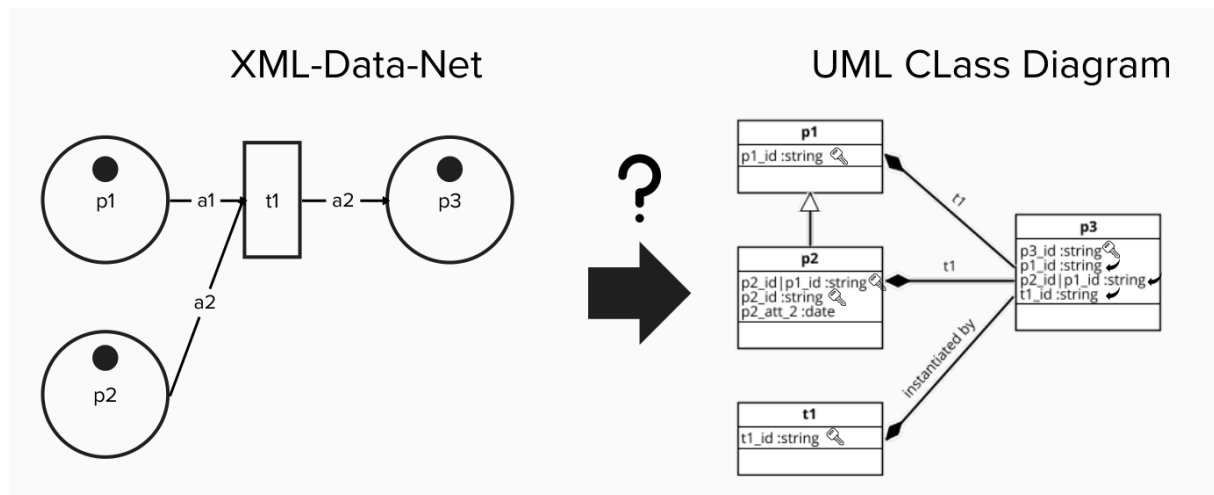 XML-Data-Net
UML CLass Diagram
p1
a1
t1
a2
p3
a2
p2
?
p1
p1_id :string
t1
p2
p2_id|p1_id :string
p2_id :string
p2_att_2 :date
t1
p3
p3_id :string
p1_id :string
p2_id|p1_id :string
t1_id :string
instantiated by
t1
t1_id :string